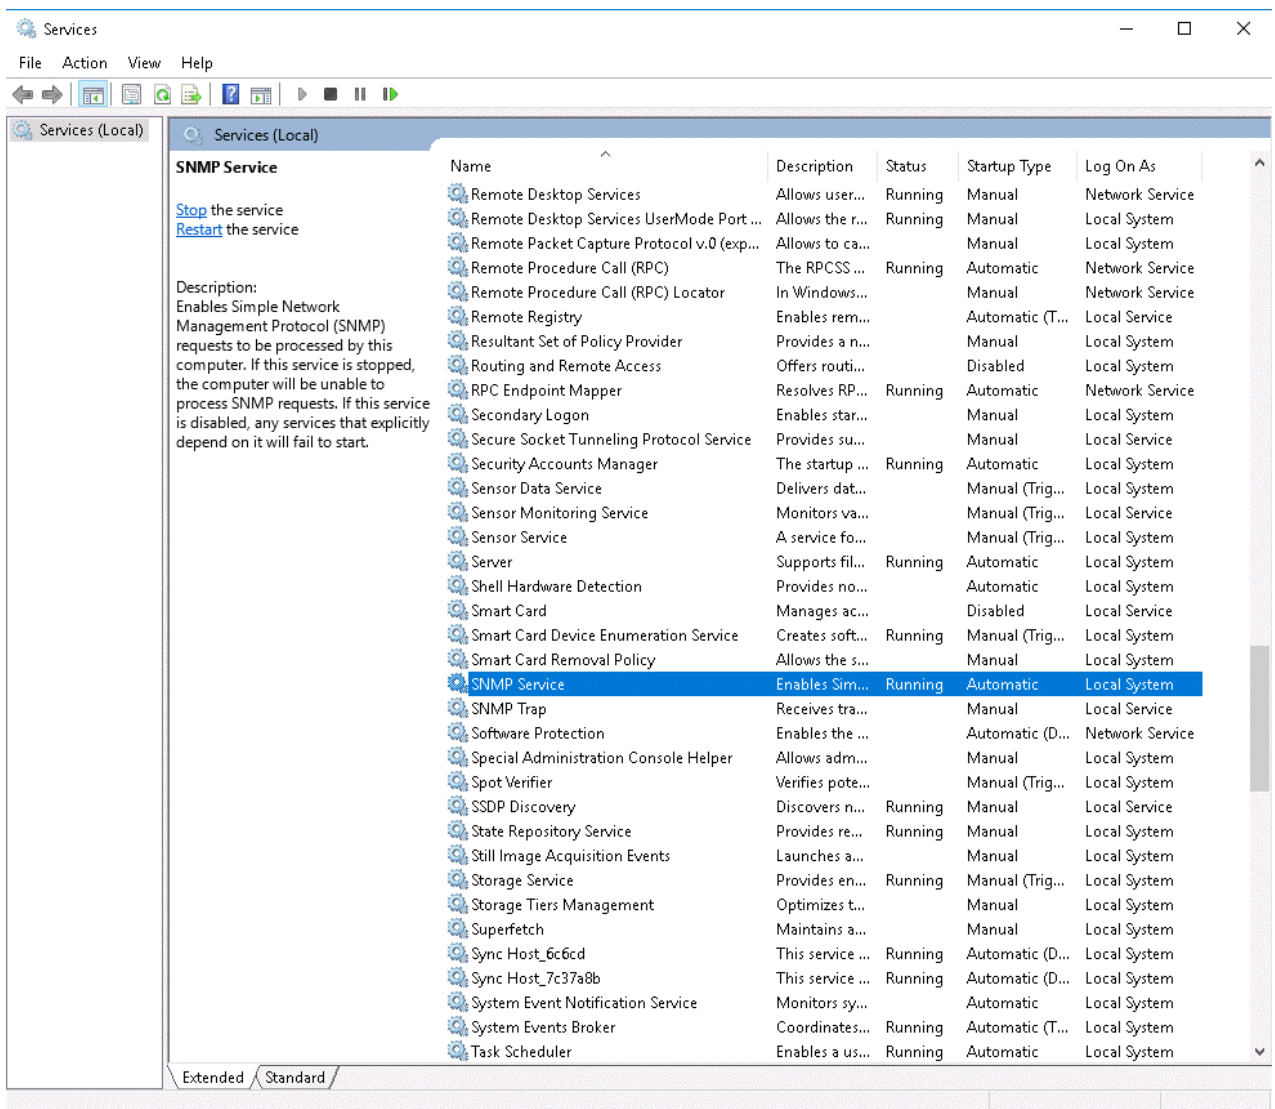 Services
File Action View Help
Services (Local)
Services (Local)
SNMP Service
Stop the service
Restart the service
Description:
Enables Simple Network
Management Protocol (SNMP)
requests to be processed by this
computer. If this service is stopped,
the computer will be unable to
process SNMP requests. If this service
is disabled, any services that explicitly
depend on it will fail to start.
Name Description Status Startup Type Log On As
Remote Desktop Services Allows user... Running Manual Network Service
Remote Desktop Services UserMode Port ... Allows the r... Running Manual Local System
Remote Packet Capture Protocol v.0 (exp... Allows to ca... Manual Local System
Remote Procedure Call (RPC) The RPCSS ... Running Automatic Network Service
Remote Procedure Call (RPC) Locator In Windows... Manual Network Service
Remote Registry Enables rem... Automatic (T... Local Service
Resultant Set of Policy Provider Provides a n... Manual Local System
Routing and Remote Access Offers routi... Disabled Local System
RPC Endpoint Mapper Resolves RP... Running Automatic Network Service
Secondary Logon Enables star... Manual Local System
Secure Socket Tunneling Protocol Service Provides su... Manual Local Service
Security Accounts Manager The startup ... Running Automatic Local System
Sensor Data Service Delivers dat... Manual (Trig... Local System
Sensor Monitoring Service Monitors va... Manual (Trig... Local Service
Sensor Service A service fo... Manual (Trig... Local System
Server Supports fil... Running Automatic Local System
Shell Hardware Detection Provides no... Automatic Local System
Smart Card Manages ac... Disabled Local Service
Smart Card Device Enumeration Service Creates soft... Running Manual (Trig... Local System
Smart Card Removal Policy Allows the s... Manual Local System
SNMP Service Enables Sim... Running Automatic Local System
SNMP Trap Receives tra... Manual Local Service
Software Protection Enables the ... Automatic (D... Network Service
Special Administration Console Helper Allows adm... Manual Local System
Spot Verifier Verifies pote... Manual (Trig... Local System
SSDP Discovery Discovers n... Running Manual Local Service
State Repository Service Provides re... Running Manual Local System
Still Image Acquisition Events Launches a... Manual Local System
Storage Service Provides en... Running Manual (Trig... Local System
Storage Tiers Management Optimizes t... Manual Local System
Superfetch Maintains a... Manual Local System
Sync Host_6c6cd This service ... Running Automatic (D... Local System
Sync Host_7c37a8b This service ... Running Automatic (D... Local System
System Event Notification Service Monitors sy... Automatic Local System
System Events Broker Coordinates... Running Automatic (T... Local System
Task Scheduler Enables a us... Running Automatic Local System
Extended Standard